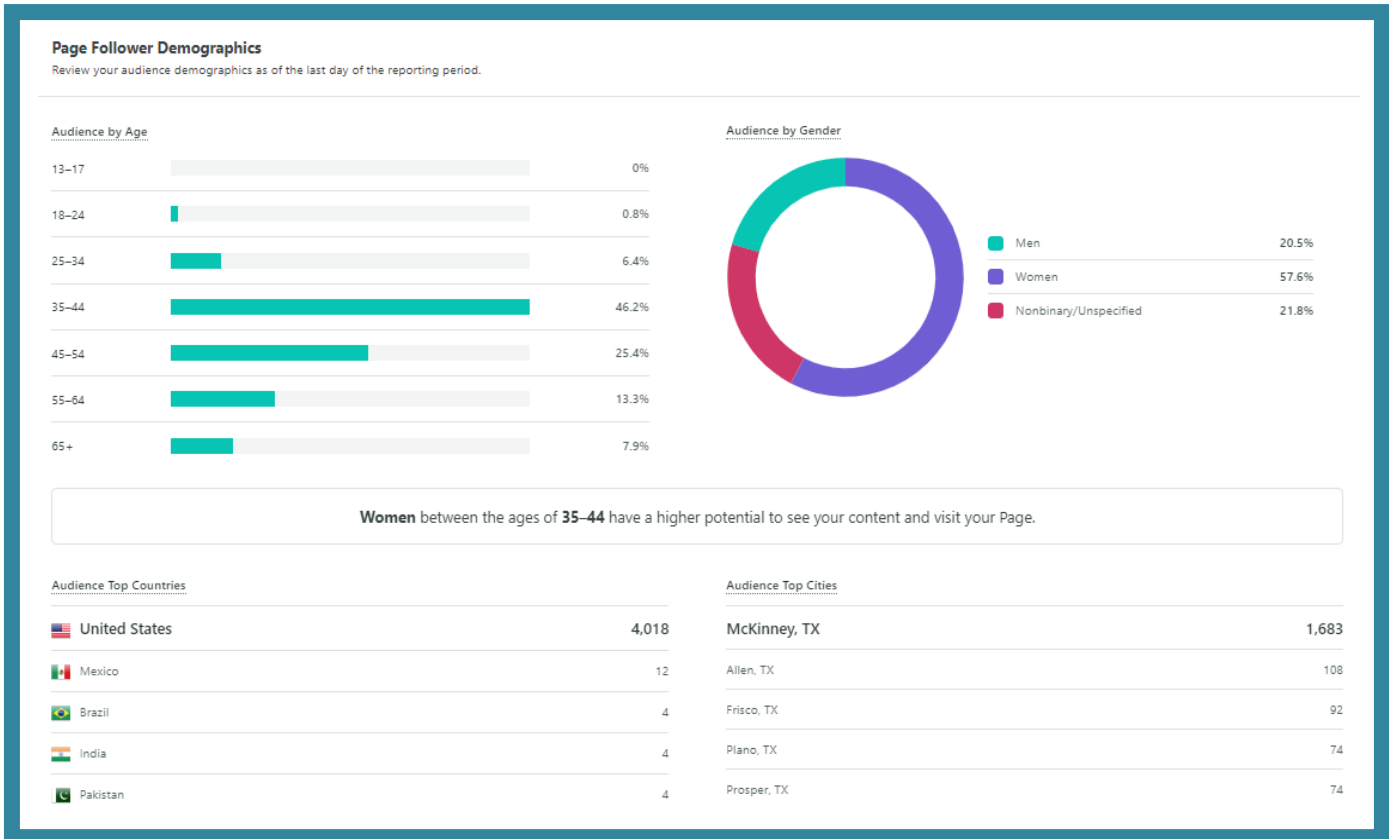 Page Follower Demographics
Review your audience demographics as of the last day of the reporting period.
Audience by Age
13–17 0%
18–24 0.8%
25–34 6.4%
35–44 46.2%
45–54 25.4%
55–64 13.3%
65+ 7.9%
Audience by Gender
Men 20.5%
Women 57.6%
Nonbinary/Unspecified 21.8%
Women between the ages of 35–44 have a higher potential to see your content and visit your Page.
Audience Top Countries
United States 4,018
Mexico 12
Brazil 4
India 4
Pakistan 4
Audience Top Cities
McKinney, TX 1,683
Allen, TX 108
Frisco, TX 92
Plano, TX 74
Prosper, TX 74